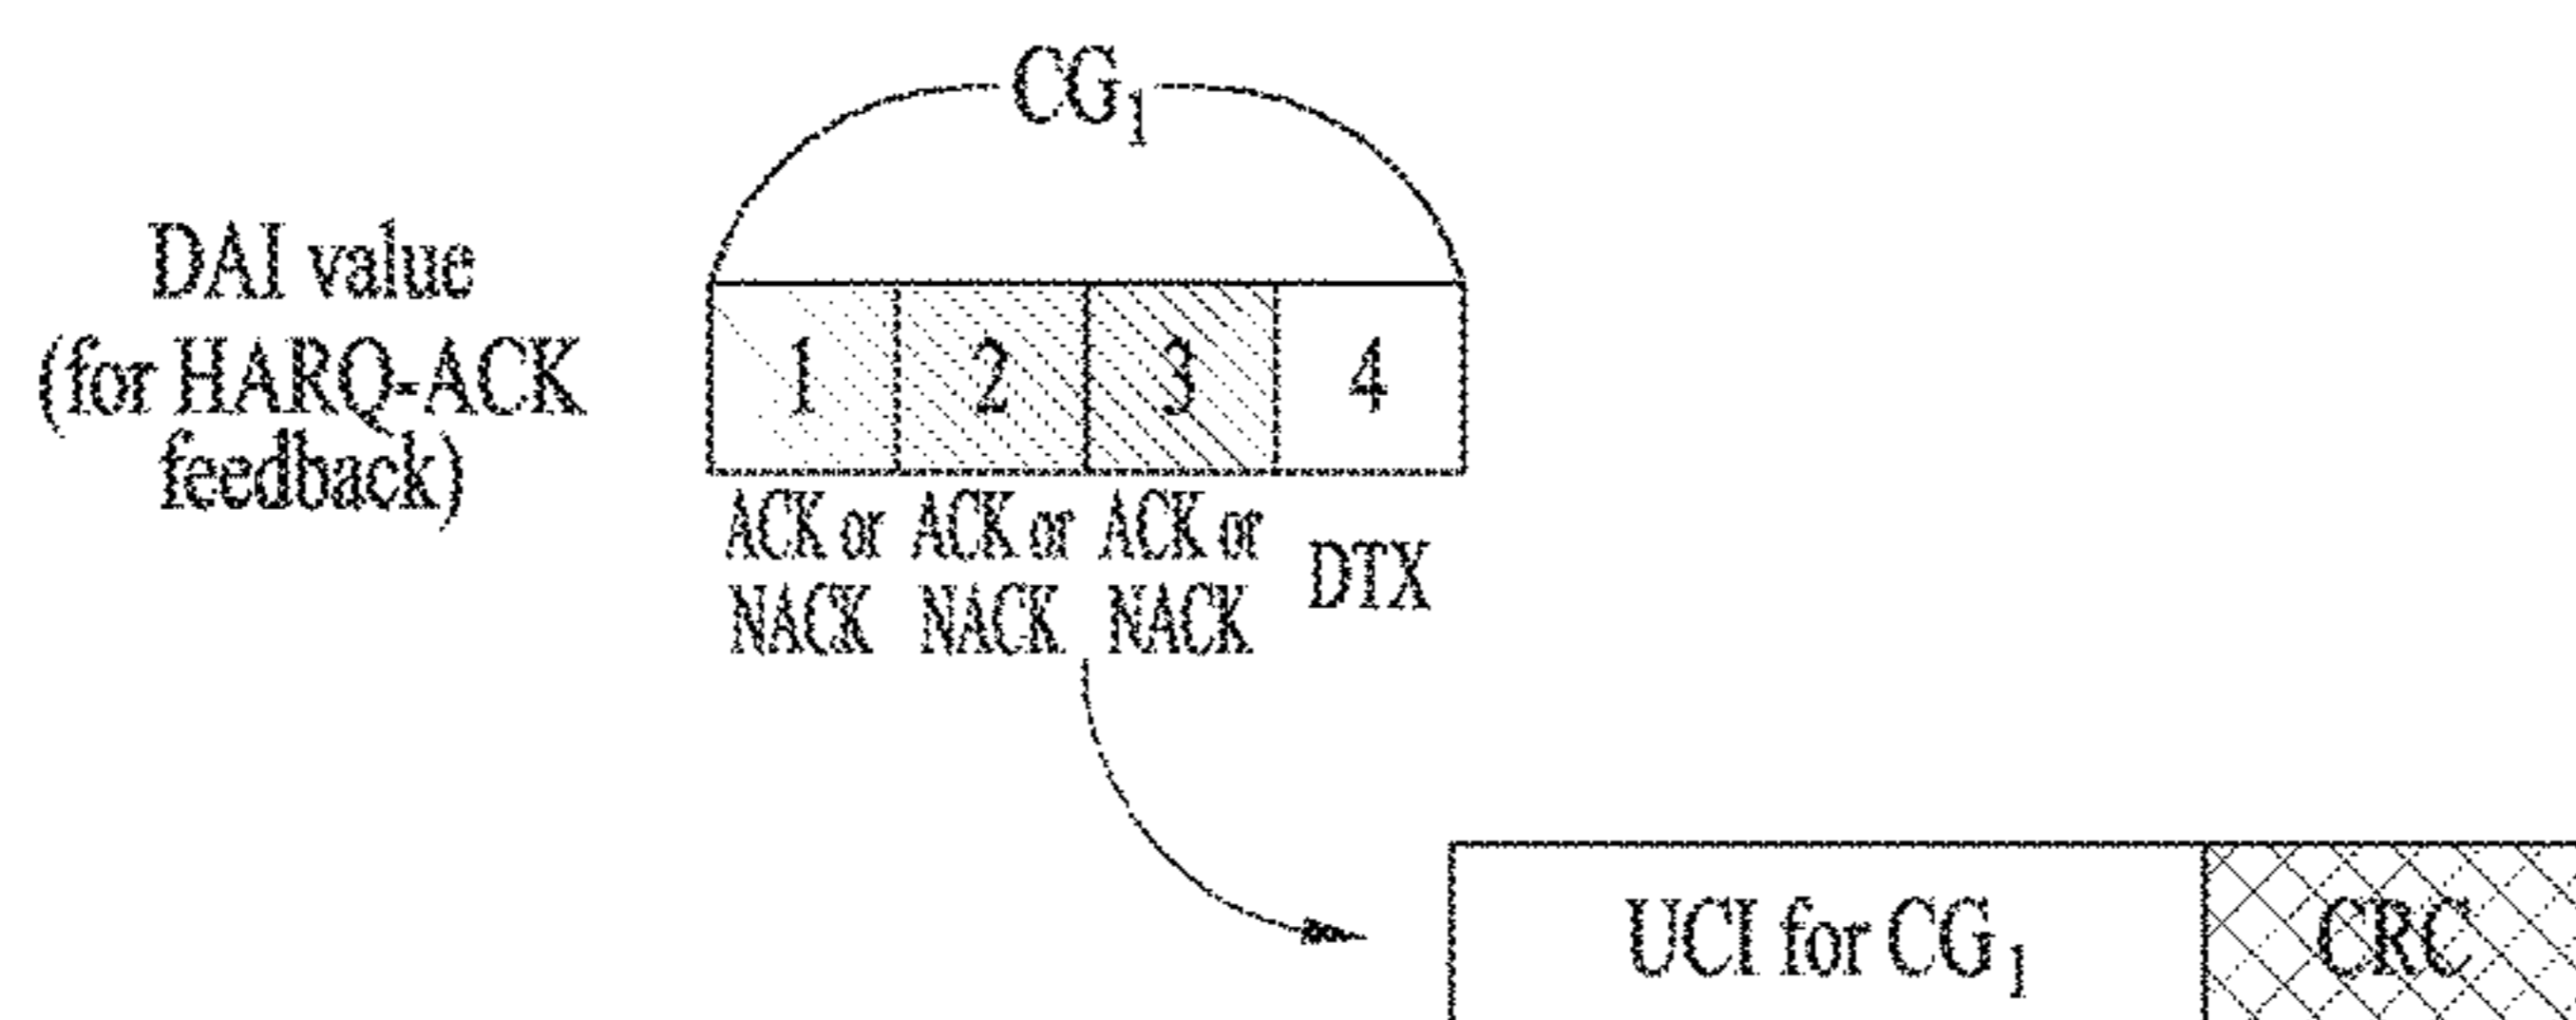 CG1
DAI value
(for HARQ-ACK
feedback)
1 2 3 4
ACK or ACK or ACK or DTX
NACK NACK NACK
UCI for CG1 CRC